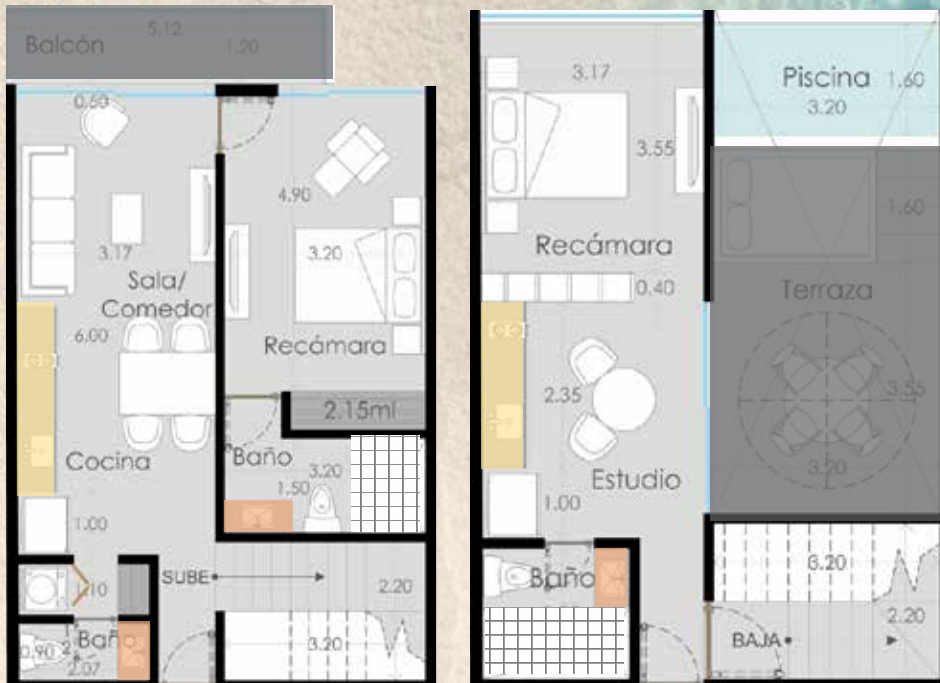 Balcón
5.12
1.20
0.60
4.90
3.17
3.20
Sala/
Comedor
6.00
Recámara
2.15ml
Cocina
Baño
3.20
1.50
1.00
SUBE
2.20
Baño
3.20
0.90
2.07
3.17
Piscina
1.60
3.20
3.55
1.60
Recámara
0.40
Terraza
2.35
3.55
3.20
Estudio
1.00
3.20
Baño
2.20
BAJA